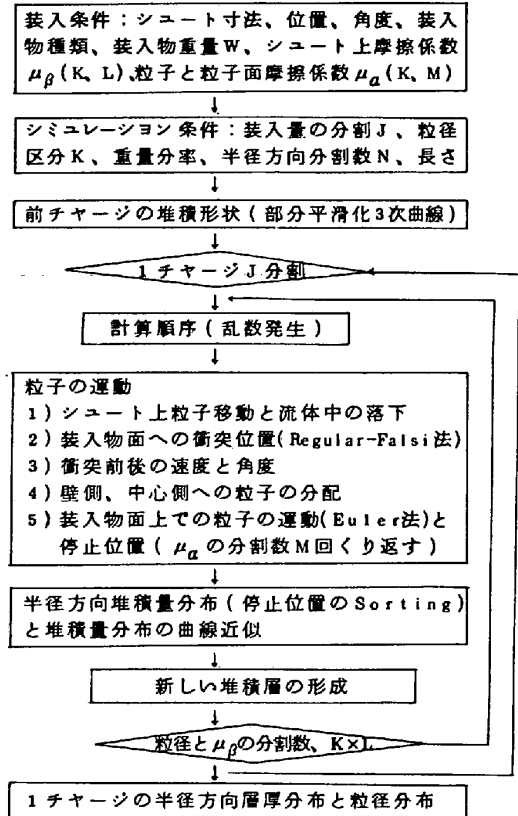 装入条件：シュート寸法、位置、角度、装入
物種類、装入物重量W、シュート上摩擦係数
μβ(K、L)、粒子と粒子面摩擦係数μα(K、M)
シミュレーション条件：装入量の分割J、粒径
区分K、重量分率、半径方向分割数N、長さ
前チャージの堆積形状(部分平滑化3次曲線)
1チャージJ分割
計算順序(乱数発生)
粒子の運動
1)シュート上粒子移動と流体中の落下
2)装入物面への衝突位置(Regular-Falsi法)
3)衝突前後の速度と角度
4)壁側、中心側への粒子の分配
5)装入物面上での粒子の運動(Euler法)と
停止位置(μαの分割数M回くり返す)
半径方向堆積量分布(停止位置のSorting)
と堆積量分布の曲線近似
新しい堆積層の形成
粒径とμβの分割数、K×L
1チャージの半径方向層厚分布と粒径分布